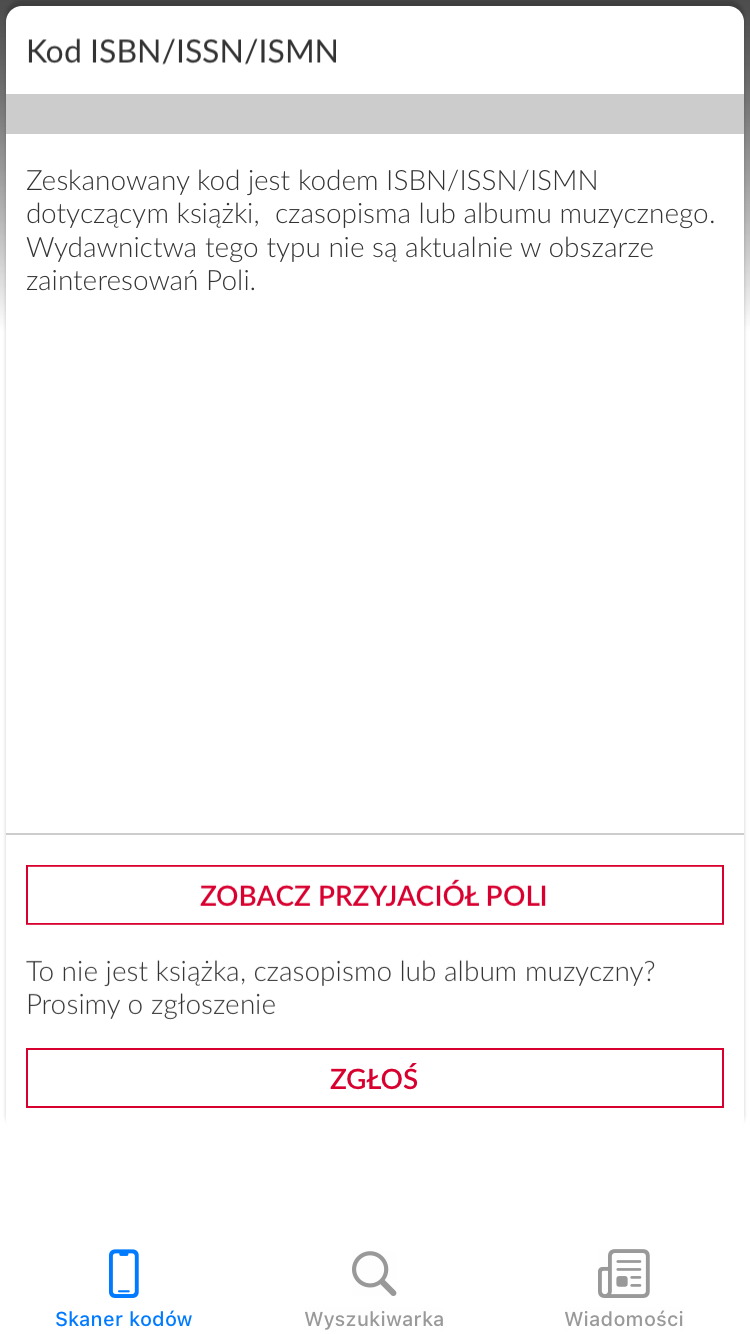 Kod ISBN/ISSN/ISMN
Zeskanowany kod jest kodem ISBN/ISSN/ISMN
dotyczącym książki,  czasopisma lub albumu muzycznego.
Wydawnictwa tego typu nie są aktualnie w obszarze
zainteresowań Poli.
ZOBACZ PRZYJACIÓŁ POLI
To nie jest książka, czasopismo lub album muzyczny?
Prosimy o zgłoszenie
ZGŁOŚ
Skaner kodów
Wyszukiwarka
Wiadomości